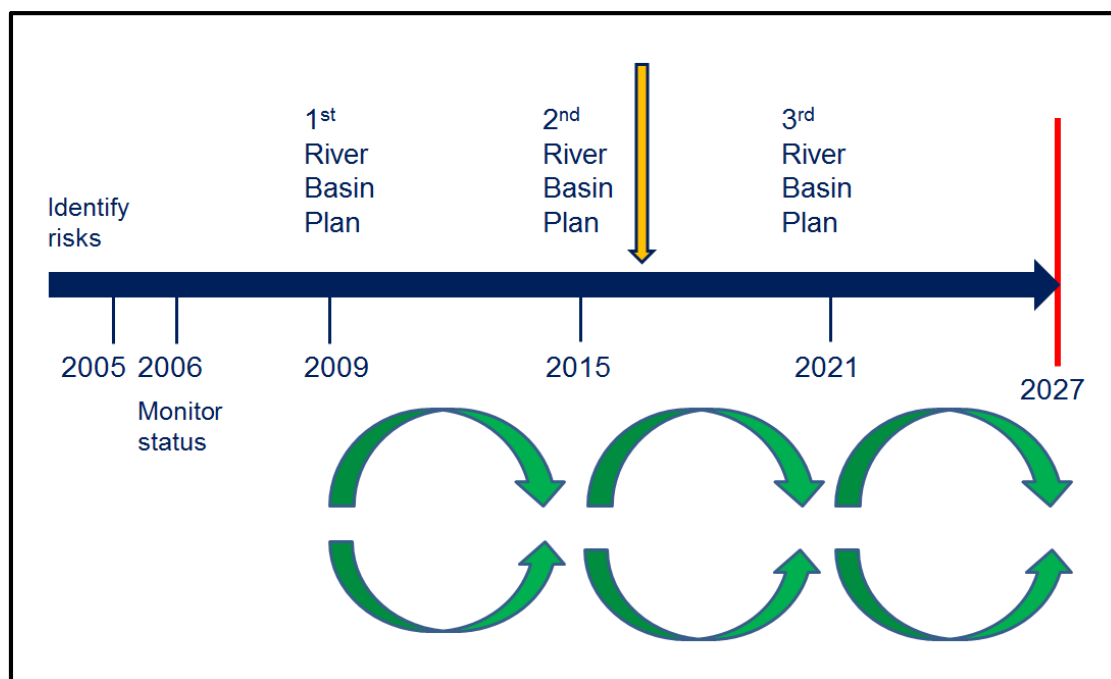 1st
River
Basin
Plan
2nd
River
Basin
Plan
3rd
River
Basin
Plan
Identify
risks
2005
2006
2009
2015
2021
2027
Monitor
status